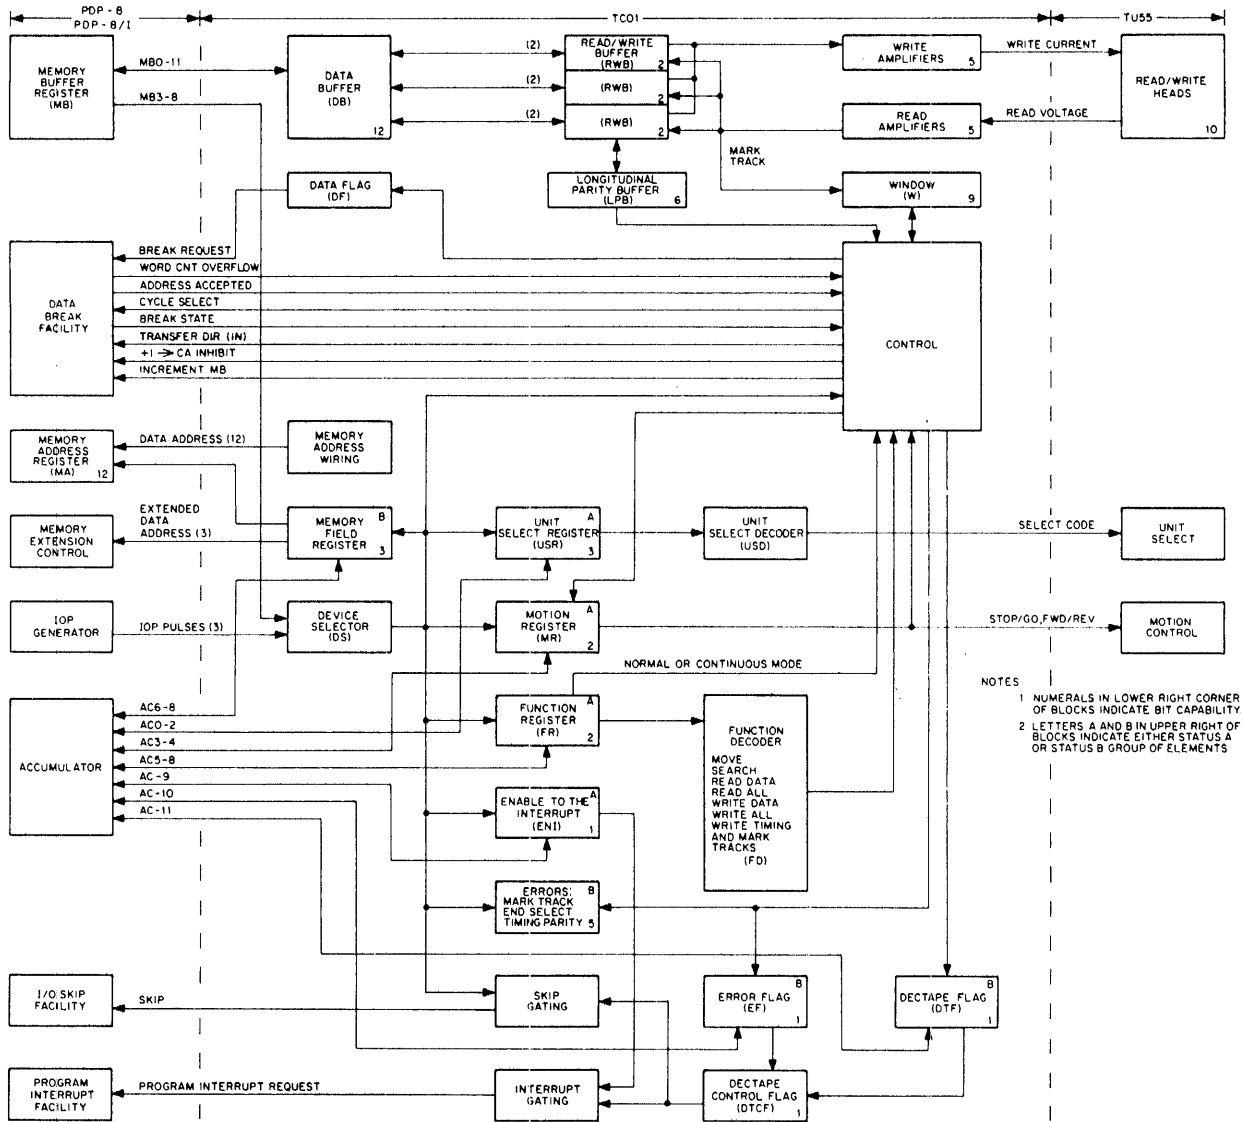 PDP-8
PDP-8/I
TC01
TU55
MEMORY
BUFFER
REGISTER
(MB)
MB0-11
MB3-8
DATA
BUFFER
(DB)
12
(2)
(2)
(2)
READ/WRITE
BUFFER
(RWB)
2
(RWB)
2
(RWB)
2
WRITE
AMPLIFIERS
5
WRITE CURRENT
READ/WRITE
HEADS
10
READ
AMPLIFIERS
5
READ VOLTAGE
MARK
TRACK
DATA FLAG
(DF)
LONGITUDINAL
PARITY BUFFER
(LPB)
6
WINDOW
(W)
9
DATA
BREAK
FACILITY
BREAK REQUEST
WORD CNT OVERFLOW
ADDRESS ACCEPTED
CYCLE SELECT
BREAK STATE
TRANSFER DIR (IN)
+1 → CA INHIBIT
INCREMENT MB
CONTROL
MEMORY
ADDRESS
REGISTER
(MA)
12
DATA ADDRESS (12)
MEMORY
ADDRESS
WIRING
MEMORY
EXTENSION
CONTROL
EXTENDED
DATA
ADDRESS (3)
B
MEMORY
FIELD
REGISTER
3
A
UNIT
SELECT REGISTER
(USR)
3
UNIT
SELECT DECODER
(USD)
SELECT CODE
UNIT
SELECT
IOP
GENERATOR
IOP PULSES (3)
DEVICE
SELECTOR
(DS)
A
MOTION
REGISTER
(MR)
2
STOP/GO, FWD/REV
MOTION
CONTROL
NORMAL OR CONTINUOUS MODE
ACCUMULATOR
AC6-8
AC0-2
AC3-4
AC5-8
AC-9
AC-10
AC-11
A
FUNCTION
REGISTER
(FR)
2
FUNCTION
DECODER
MOVE
SEARCH
READ DATA
READ ALL
WRITE DATA
WRITE ALL
WRITE TIMING
AND MARK
TRACKS
(FD)
NOTES
1 NUMERALS IN LOWER RIGHT CORNER
OF BLOCKS INDICATE BIT CAPABILITY.
2 LETTERS A AND B IN UPPER RIGHT OF
BLOCKS INDICATE EITHER STATUS A
OR STATUS B GROUP OF ELEMENTS
A
ENABLE TO THE
INTERRUPT
(ENI)
1
B
ERRORS:
MARK TRACK
END SELECT
TIMING PARITY
5
I/O SKIP
FACILITY
SKIP
SKIP
GATING
B
ERROR FLAG
(EF)
1
B
DECTAPE FLAG
(DTF)
1
PROGRAM
INTERRUPT
FACILITY
PROGRAM INTERRUPT REQUEST
INTERRUPT
GATING
DECTAPE
CONTROL FLAG
(DTCF)
1